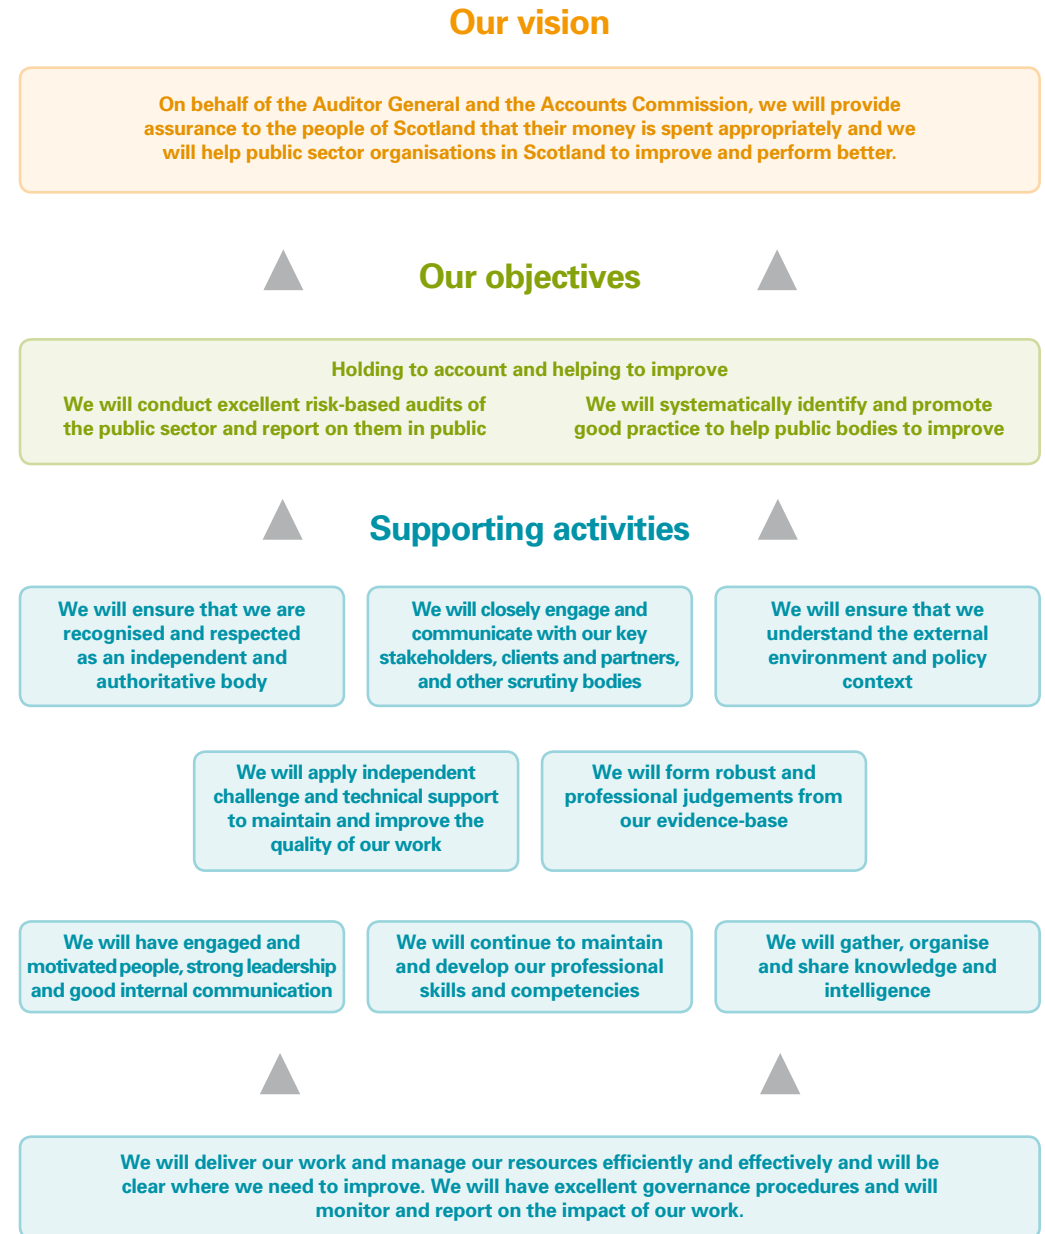 Our vision
On behalf of the Auditor General and the Accounts Commission, we will provide
assurance to the people of Scotland that their money is spent appropriately and we
will help public sector organisations in Scotland to improve and perform better.
Our objectives
Holding to account and helping to improve
We will conduct excellent risk-based audits of
the public sector and report on them in public
We will systematically identify and promote
good practice to help public bodies to improve
Supporting activities
We will ensure that we are
recognised and respected
as an independent and
authoritative body
We will closely engage and
communicate with our key
stakeholders, clients and partners,
and other scrutiny bodies
We will ensure that we
understand the external
environment and policy
context
We will apply independent
challenge and technical support
to maintain and improve the
quality of our work
We will form robust and
professional judgements from
our evidence-base
We will have engaged and
motivated people, strong leadership
and good internal communication
We will continue to maintain
and develop our professional
skills and competencies
We will gather, organise
and share knowledge and
intelligence
We will deliver our work and manage our resources efficiently and effectively and will be
clear where we need to improve. We will have excellent governance procedures and will
monitor and report on the impact of our work.